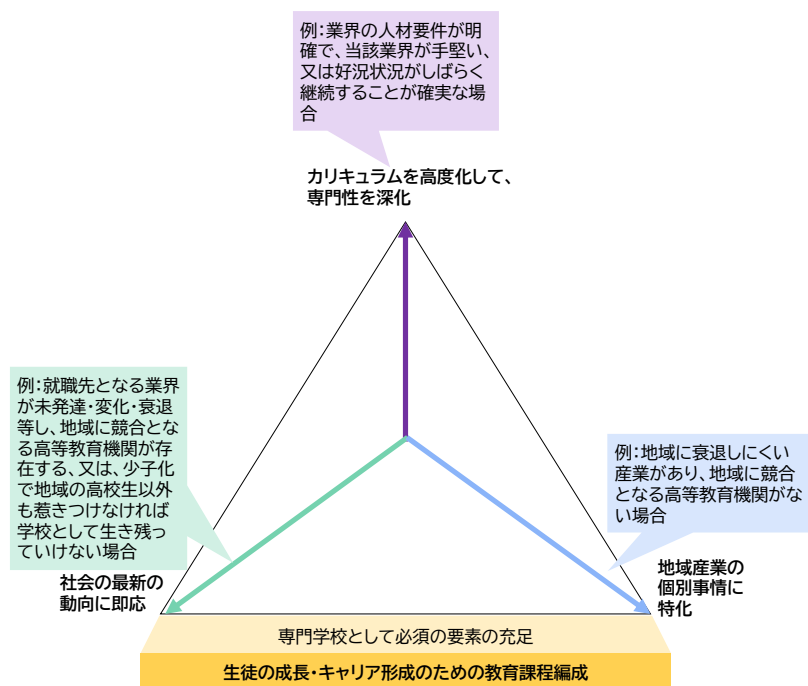 例：業界の人材要件が明
確で、当該業界が手堅い、
又は好況状況がしばらく
継続することが確実な場
合
カリキュラムを高度化して、
専門性を深化
例：就職先となる業界
が未発達・変化・衰退
等し、地域に競合とな
る高等教育機関が存
在する、又は、少子化
で地域の高校生以外
も惹きつけなければ
学校として生き残っ
ていけない場合
社会の最新の
動向に即応
例：地域に衰退しにくい
産業があり、地域に競合
となる高等教育機関がな
い場合
地域産業の
個別事情に
特化
専門学校として必須の要素の充足
生徒の成長・キャリア形成のための教育課程編成